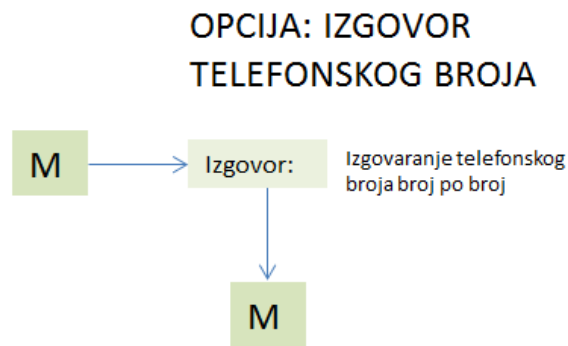 OPCIJA: IZGOVOR
TELEFONSKOG BROJA
M
Izgovor:
Izgovaranje telefonskog
broja broj po broj
M